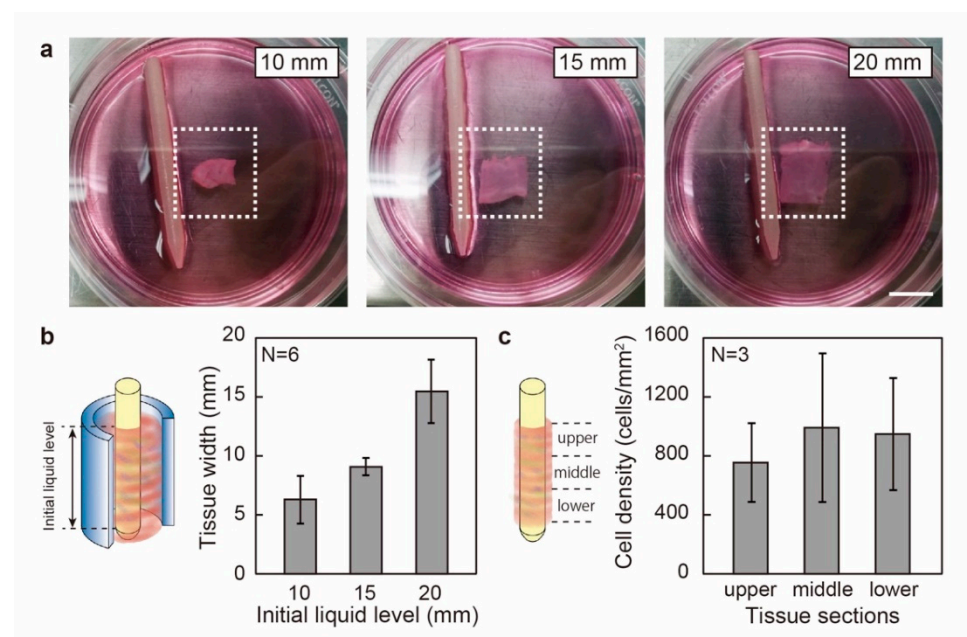 a
10 mm
15 mm
20 mm
b
Initial liquid level
Tissue width (mm)
20
15
10
5
0
N=6
10 15 20
Initial liquid level (mm)
c
upper
middle
lower
Cell density (cells/mm²)
1600
1200
800
400
0
N=3
upper middle lower
Tissue sections